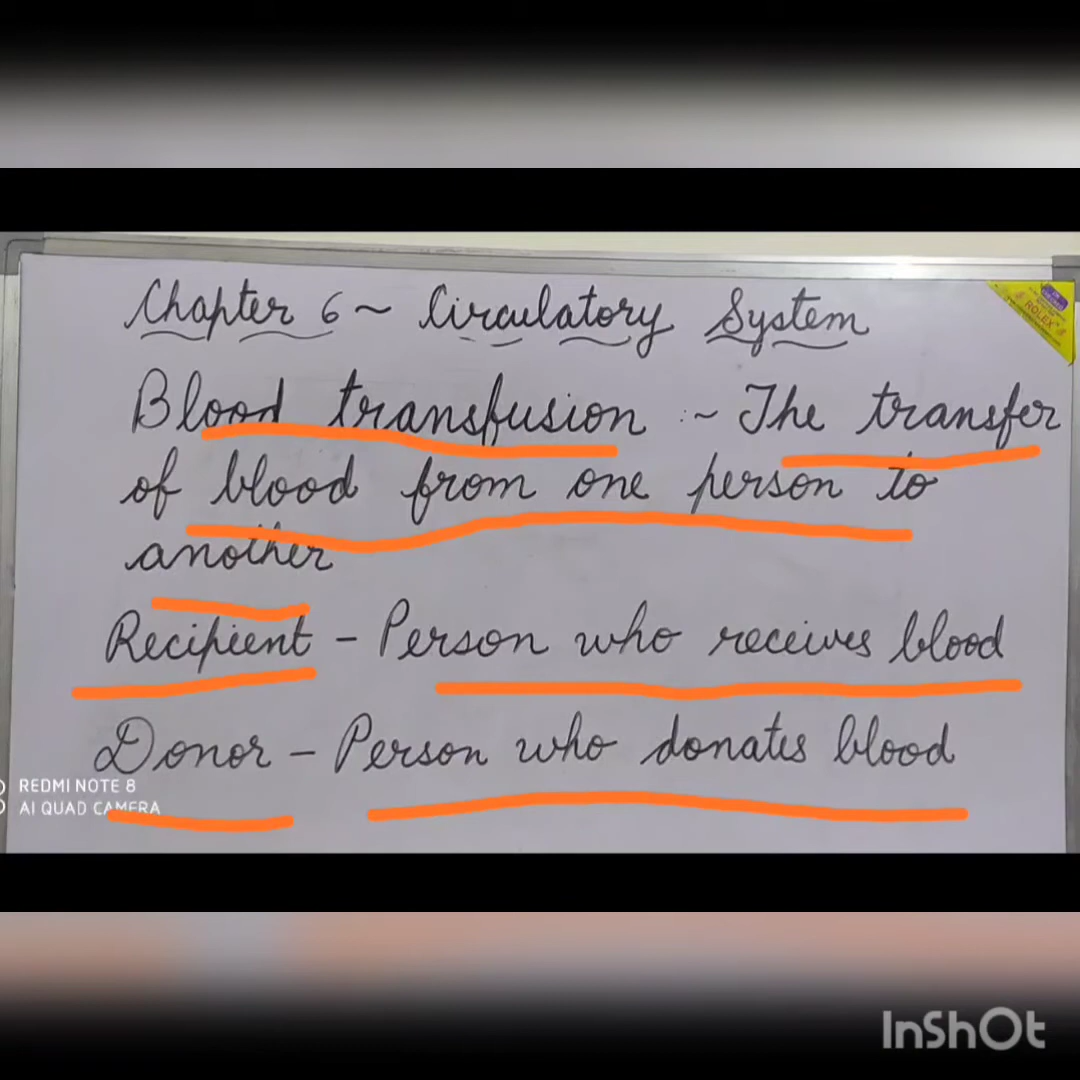 Chapter 6 ~ Circulatory System
ROLEX
Blood transfusion :~ The transfer
of blood from one person to
another
Recipient - Person who receives blood
Donor - Person who donates blood
REDMI NOTE 8
AI QUAD CAMERA
InShOt